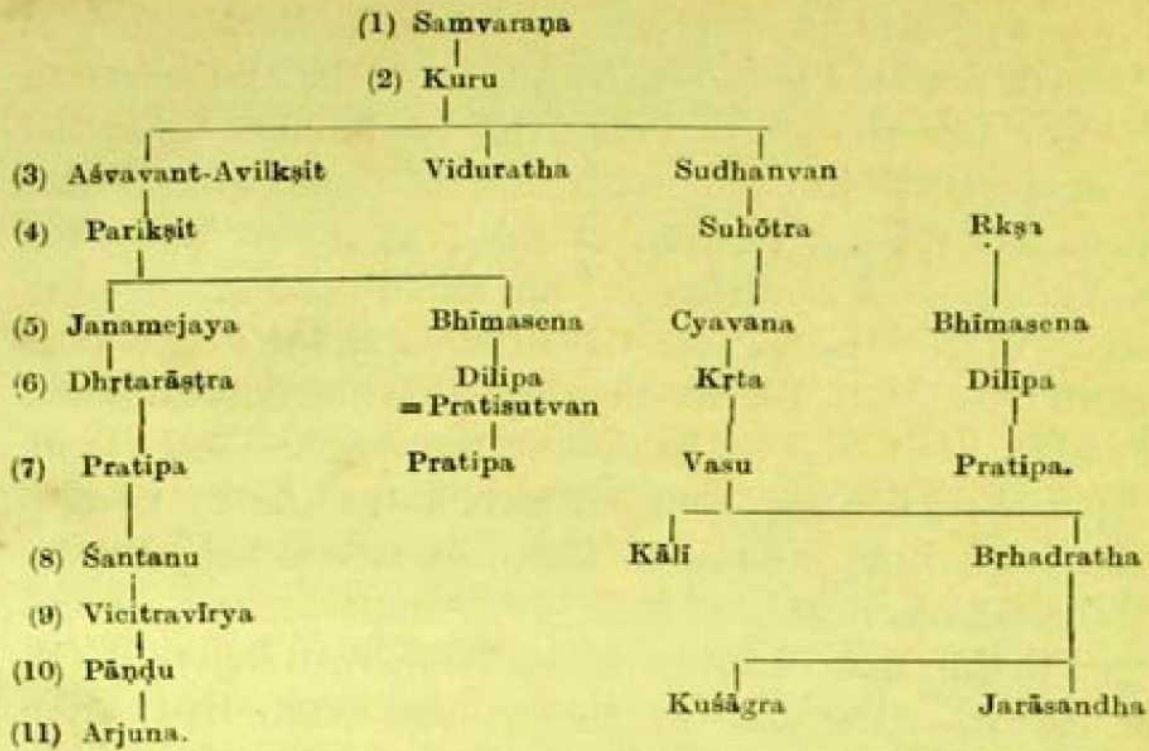 (1) Samvaraṇa
(2) Kuru
(3) Aśvavant-Avilkṣit Viduratha Sudhanvan
(4) Parikṣit Suhōtra Ṛkṣa
(5) Janamejaya Bhīmasena Cyavana Bhīmasena
(6) Dhṛtarāṣṭra Dilipa Kṛta Dilīpa
= Pratisutvan
(7) Pratipa Pratipa Vasu Pratipa.
(8) Śantanu Kālī Bṛhadratha
(9) Vicitravīrya
(10) Pāṇḍu
Kuśāgra Jarāsandha
(11) Arjuna.